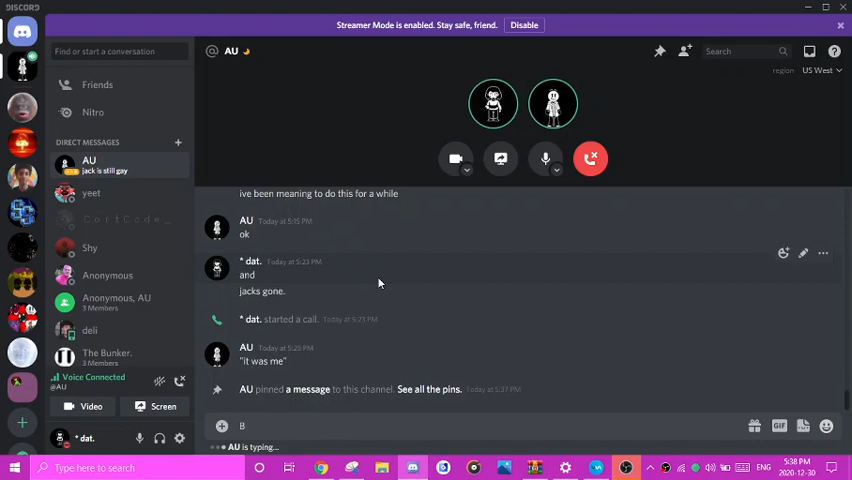 DISCORD
Streamer Mode is enabled. Stay safe, friend. Disable
Find or start a conversation
@ AU
Search
region US West
Friends
Nitro
DIRECT MESSAGES +
AU
jack is still gay
yeet
CortCode_
Shy
Anonymous
Anonymous, AU
3 Members
deli
The Bunker.
3 Members
Voice Connected
@AU
Video
Screen
* dat.
ive been meaning to do this for a while
AU Today at 5:15 PM
ok
* dat. Today at 5:23 PM
and
jacks gone.
* dat. started a call. Today at 5:23 PM
AU Today at 5:25 PM
"it was me"
AU pinned a message to this channel. See all the pins. Today at 5:37 PM
B
GIF
AU is typing...
Type here to search
ENG
5:38 PM
2020-12-30